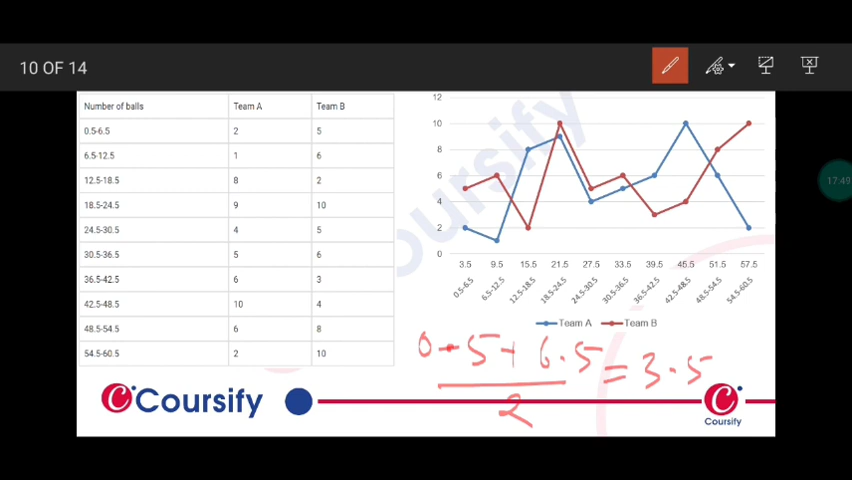 10 OF 14
17:49
Number of balls Team A Team B
0.5-6.5 2 5
6.5-12.5 1 6
12.5-18.5 8 2
18.5-24.5 9 10
24.5-30.5 4 5
30.5-36.5 5 6
36.5-42.5 6 3
42.5-48.5 10 4
48.5-54.5 6 8
54.5-60.5 2 10
12
10
8
6
4
2
0
3.5 9.5 15.5 21.5 27.5 33.5 39.5 45.5 51.5 57.5
0.5-6.5 6.5-12.5 12.5-18.5 18.5-24.5 24.5-30.5 30.5-36.5 36.5-42.5 42.5-48.5 48.5-54.5 54.5-60.5
Team A Team B
oursify
0.5+6.5
2
=3.5
Coursify
Coursify